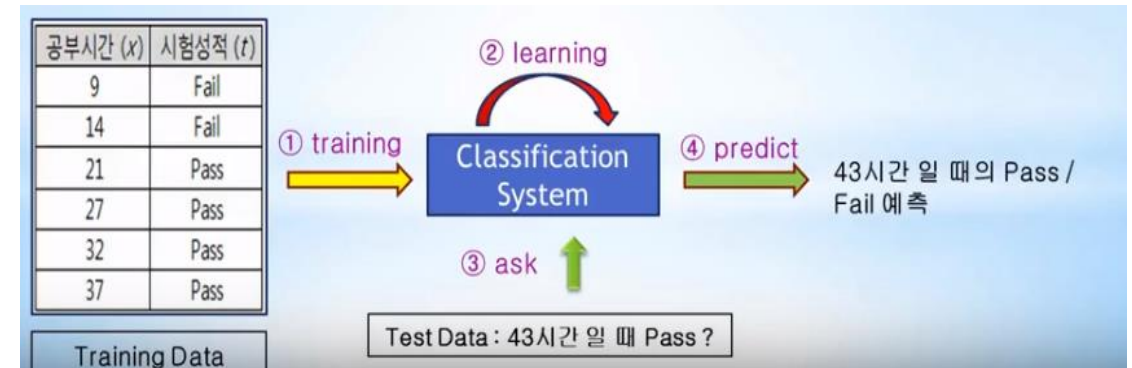 공부시간 (x) 시험성적 (t)
9 Fail
14 Fail
21 Pass
27 Pass
32 Pass
37 Pass
Training Data
① training
② learning
Classification
System
③ ask
Test Data : 43시간 일 때 Pass ?
④ predict
43시간 일 때의 Pass /
Fail 예측